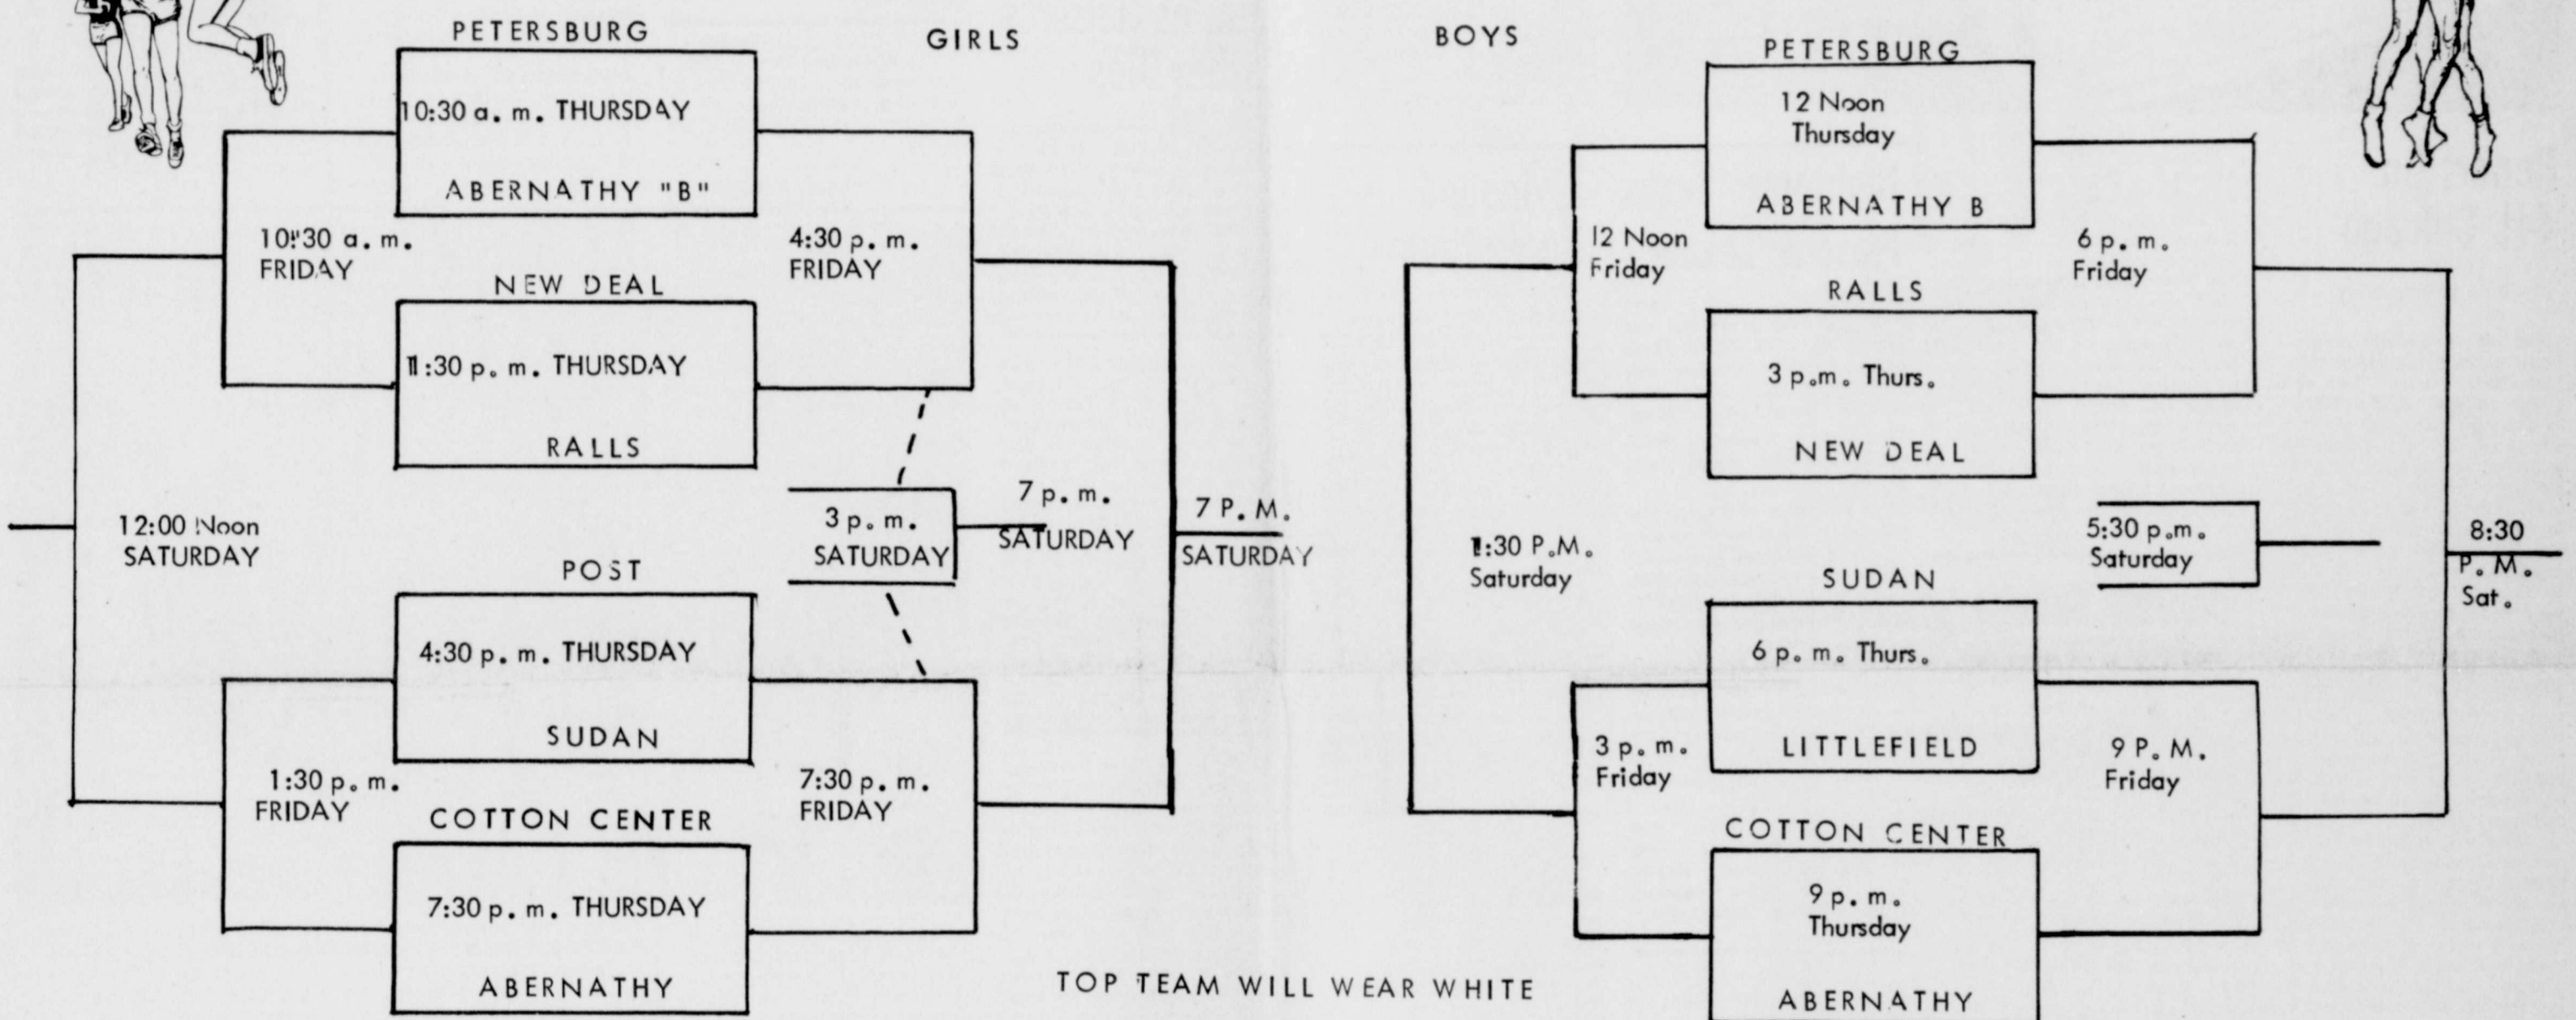 GIRLS
PETERSBURG
10:30 a. m. THURSDAY
ABERNATHY "B"
10:30 a. m.
FRIDAY
4:30 p. m.
FRIDAY
NEW DEAL
1:30 p. m. THURSDAY
RALLS
12:00 Noon
SATURDAY
3 p. m.
SATURDAY
7 p. m.
SATURDAY
7 P. M.
SATURDAY
POST
4:30 p. m. THURSDAY
SUDAN
1:30 p. m.
FRIDAY
7:30 p. m.
FRIDAY
COTTON CENTER
7:30 p. m. THURSDAY
ABERNATHY
BOYS
PETERSBURG
12 Noon
Thursday
ABERNATHY B
12 Noon
Friday
6 p. m.
Friday
RALLS
3 p.m. Thurs.
NEW DEAL
1:30 P.M.
Saturday
5:30 p.m.
Saturday
8:30
P. M.
Sat.
SUDAN
6 p. m. Thurs.
LITTLEFIELD
3 p. m.
Friday
9 P. M.
Friday
COTTON CENTER
9 p. m.
Thursday
ABERNATHY
TOP TEAM WILL WEAR WHITE